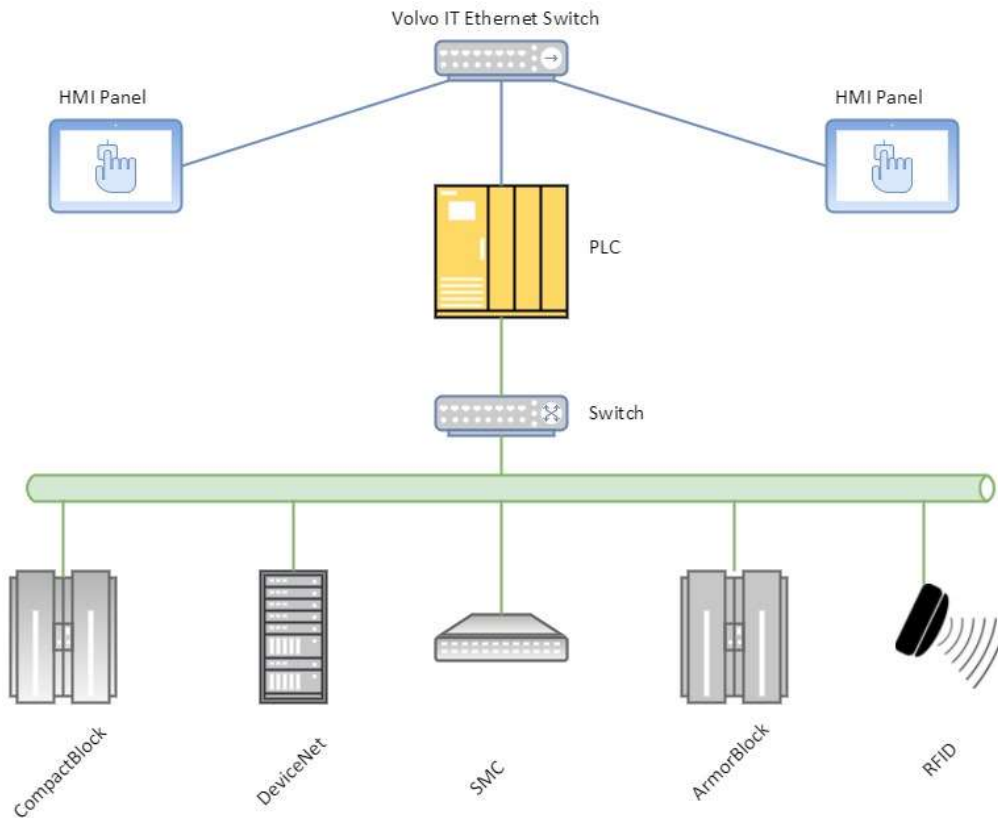 Volvo IT Ethernet Switch
HMI Panel
HMI Panel
PLC
Switch
CompactBlock
DeviceNet
SMC
ArmorBlock
RFID